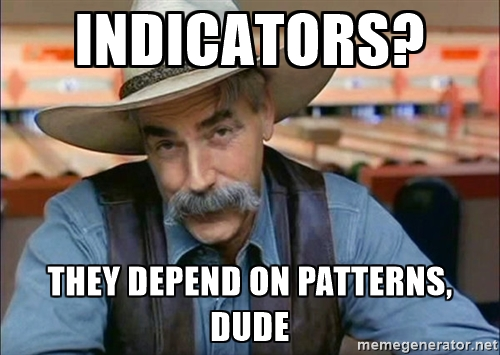 INDICATORS?
THEY DEPEND ON PATTERNS,
DUDE
memegenerator.net